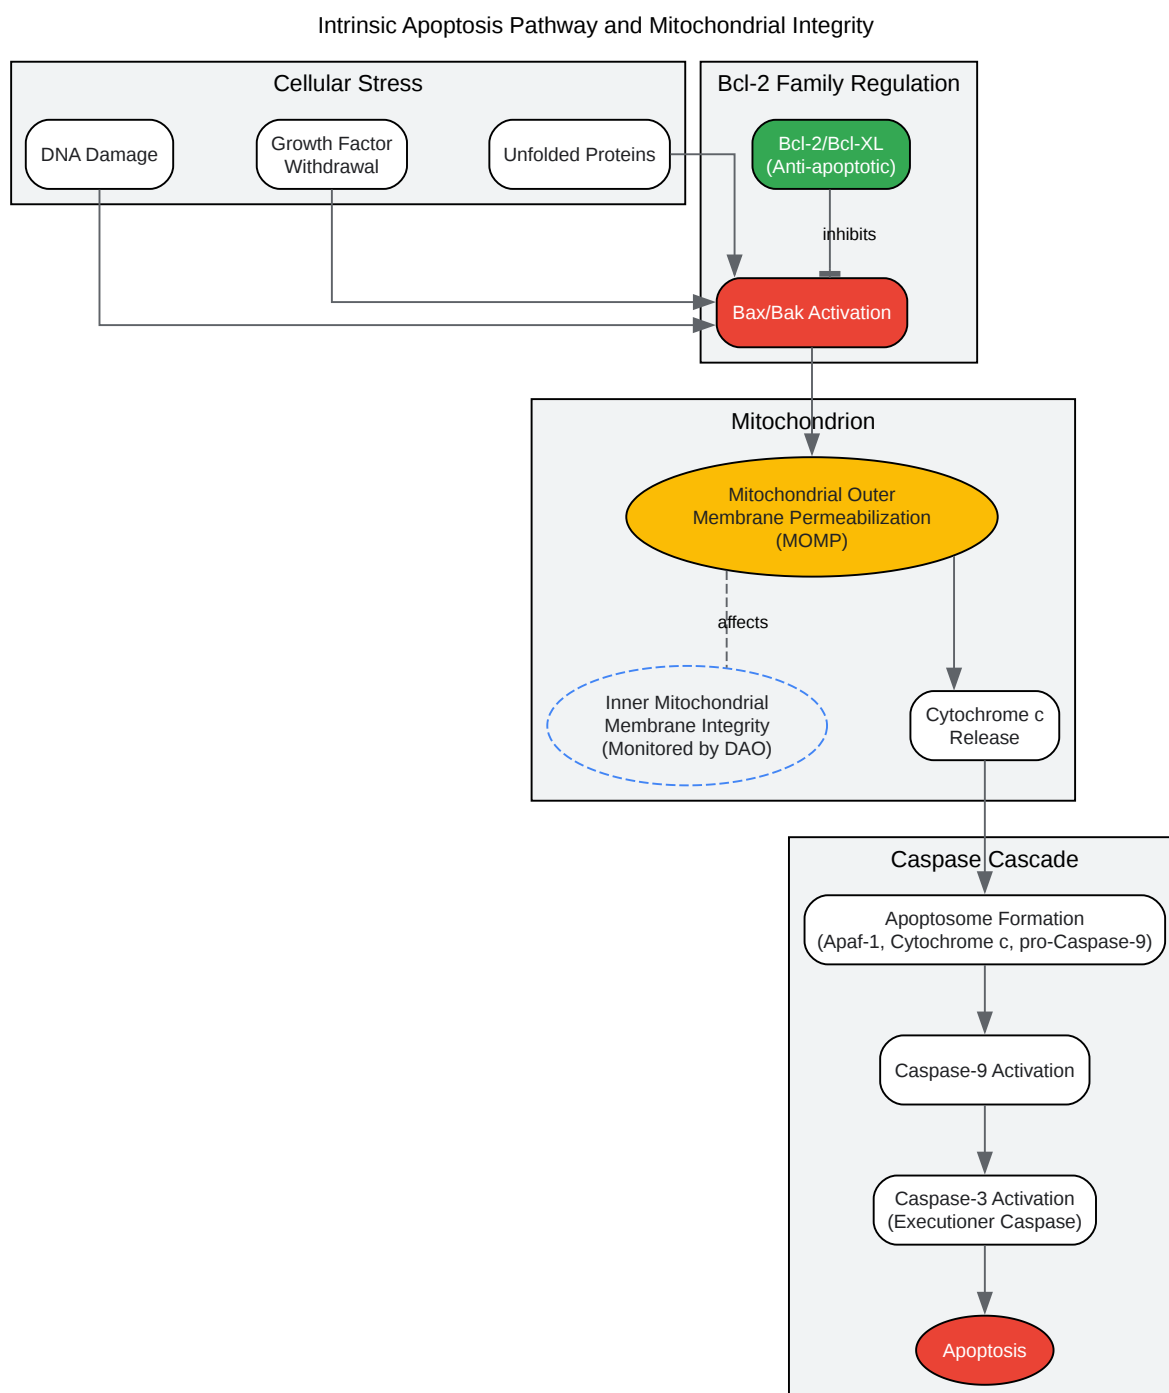 Intrinsic Apoptosis Pathway and Mitochondrial Integrity
Cellular Stress
DNA Damage
Growth Factor
Withdrawal
Unfolded Proteins
Bcl-2 Family Regulation
Bcl-2/Bcl-XL
(Anti-apoptotic)
inhibits
Bax/Bak Activation
Mitochondrion
Mitochondrial Outer
Membrane Permeabilization
(MOMP)
affects
Inner Mitochondrial
Membrane Integrity
(Monitored by DAO)
Cytochrome c
Release
Caspase Cascade
Apoptosome Formation
(Apaf-1, Cytochrome c, pro-Caspase-9)
Caspase-9 Activation
Caspase-3 Activation
(Executioner Caspase)
Apoptosis